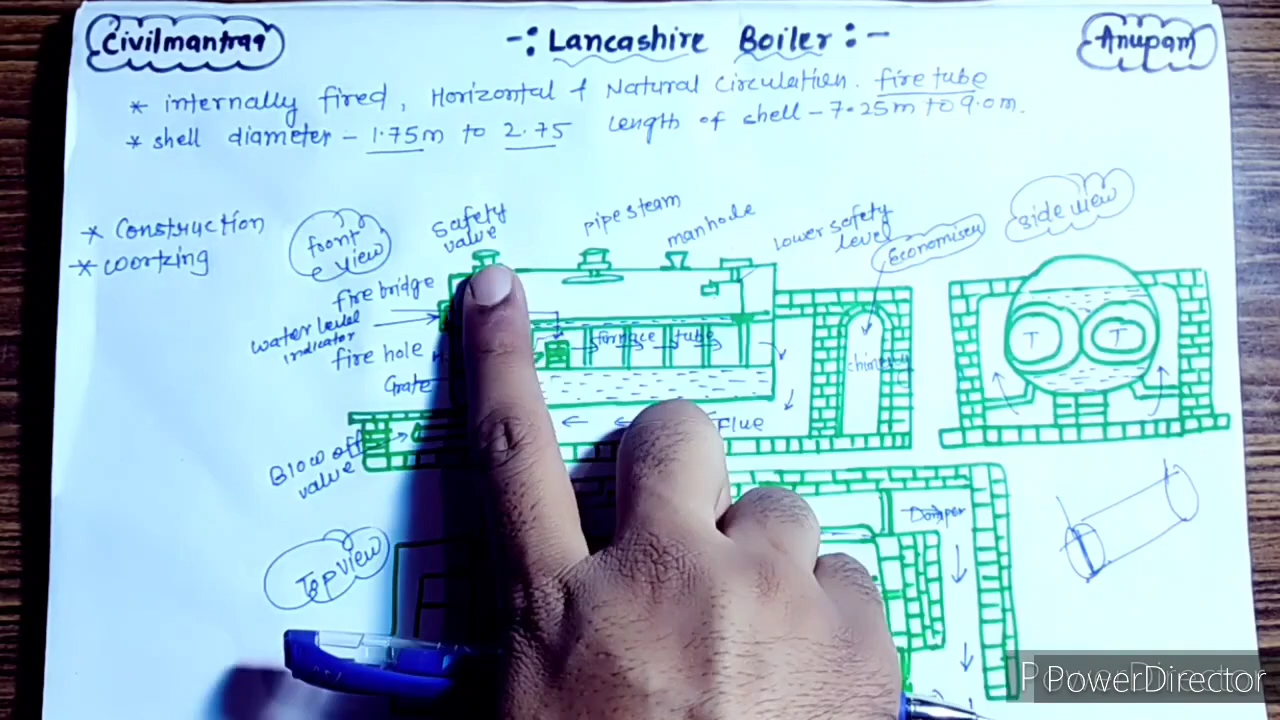 Civilmantraa
-: Lancashire Boiler :-
Anupam
* internally fired, Horizontal & Natural Circulation. fire tube
* shell diameter - 1.75m to 2.75 Length of shell - 7.25m to 9.0m.
* Construction
* woorking
front view
Safety valve
pipe steam
manhole
Lower safety level
Economiser
Side view
fire bridge
water level indicator
fire hole
Grate
furnace tube
chimney
T T
Flue
Blow off valve
Top view
Damper
PowerDirector